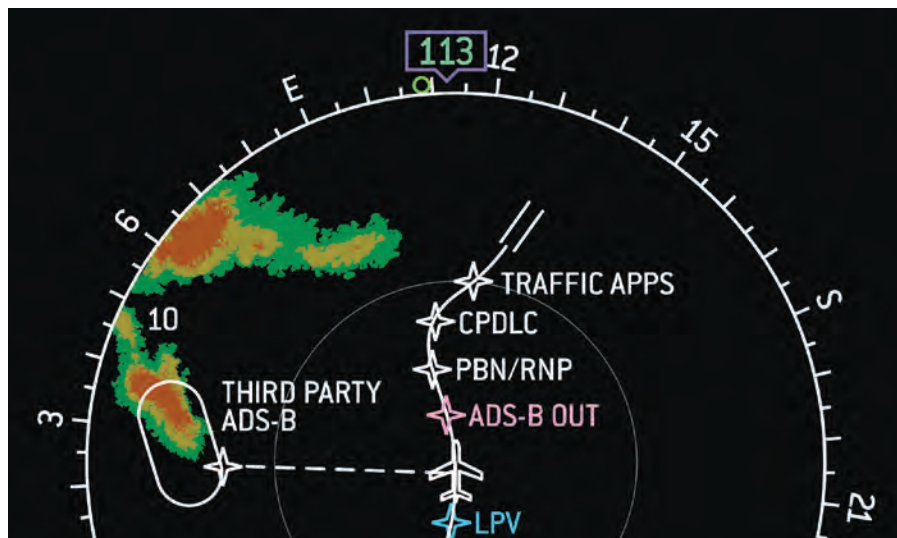 113
12
E
15
6
TRAFFIC APPS
S
10
CPDLC
PBN/RNP
THIRD PARTY
ADS-B
3
ADS-B OUT
21
LPV